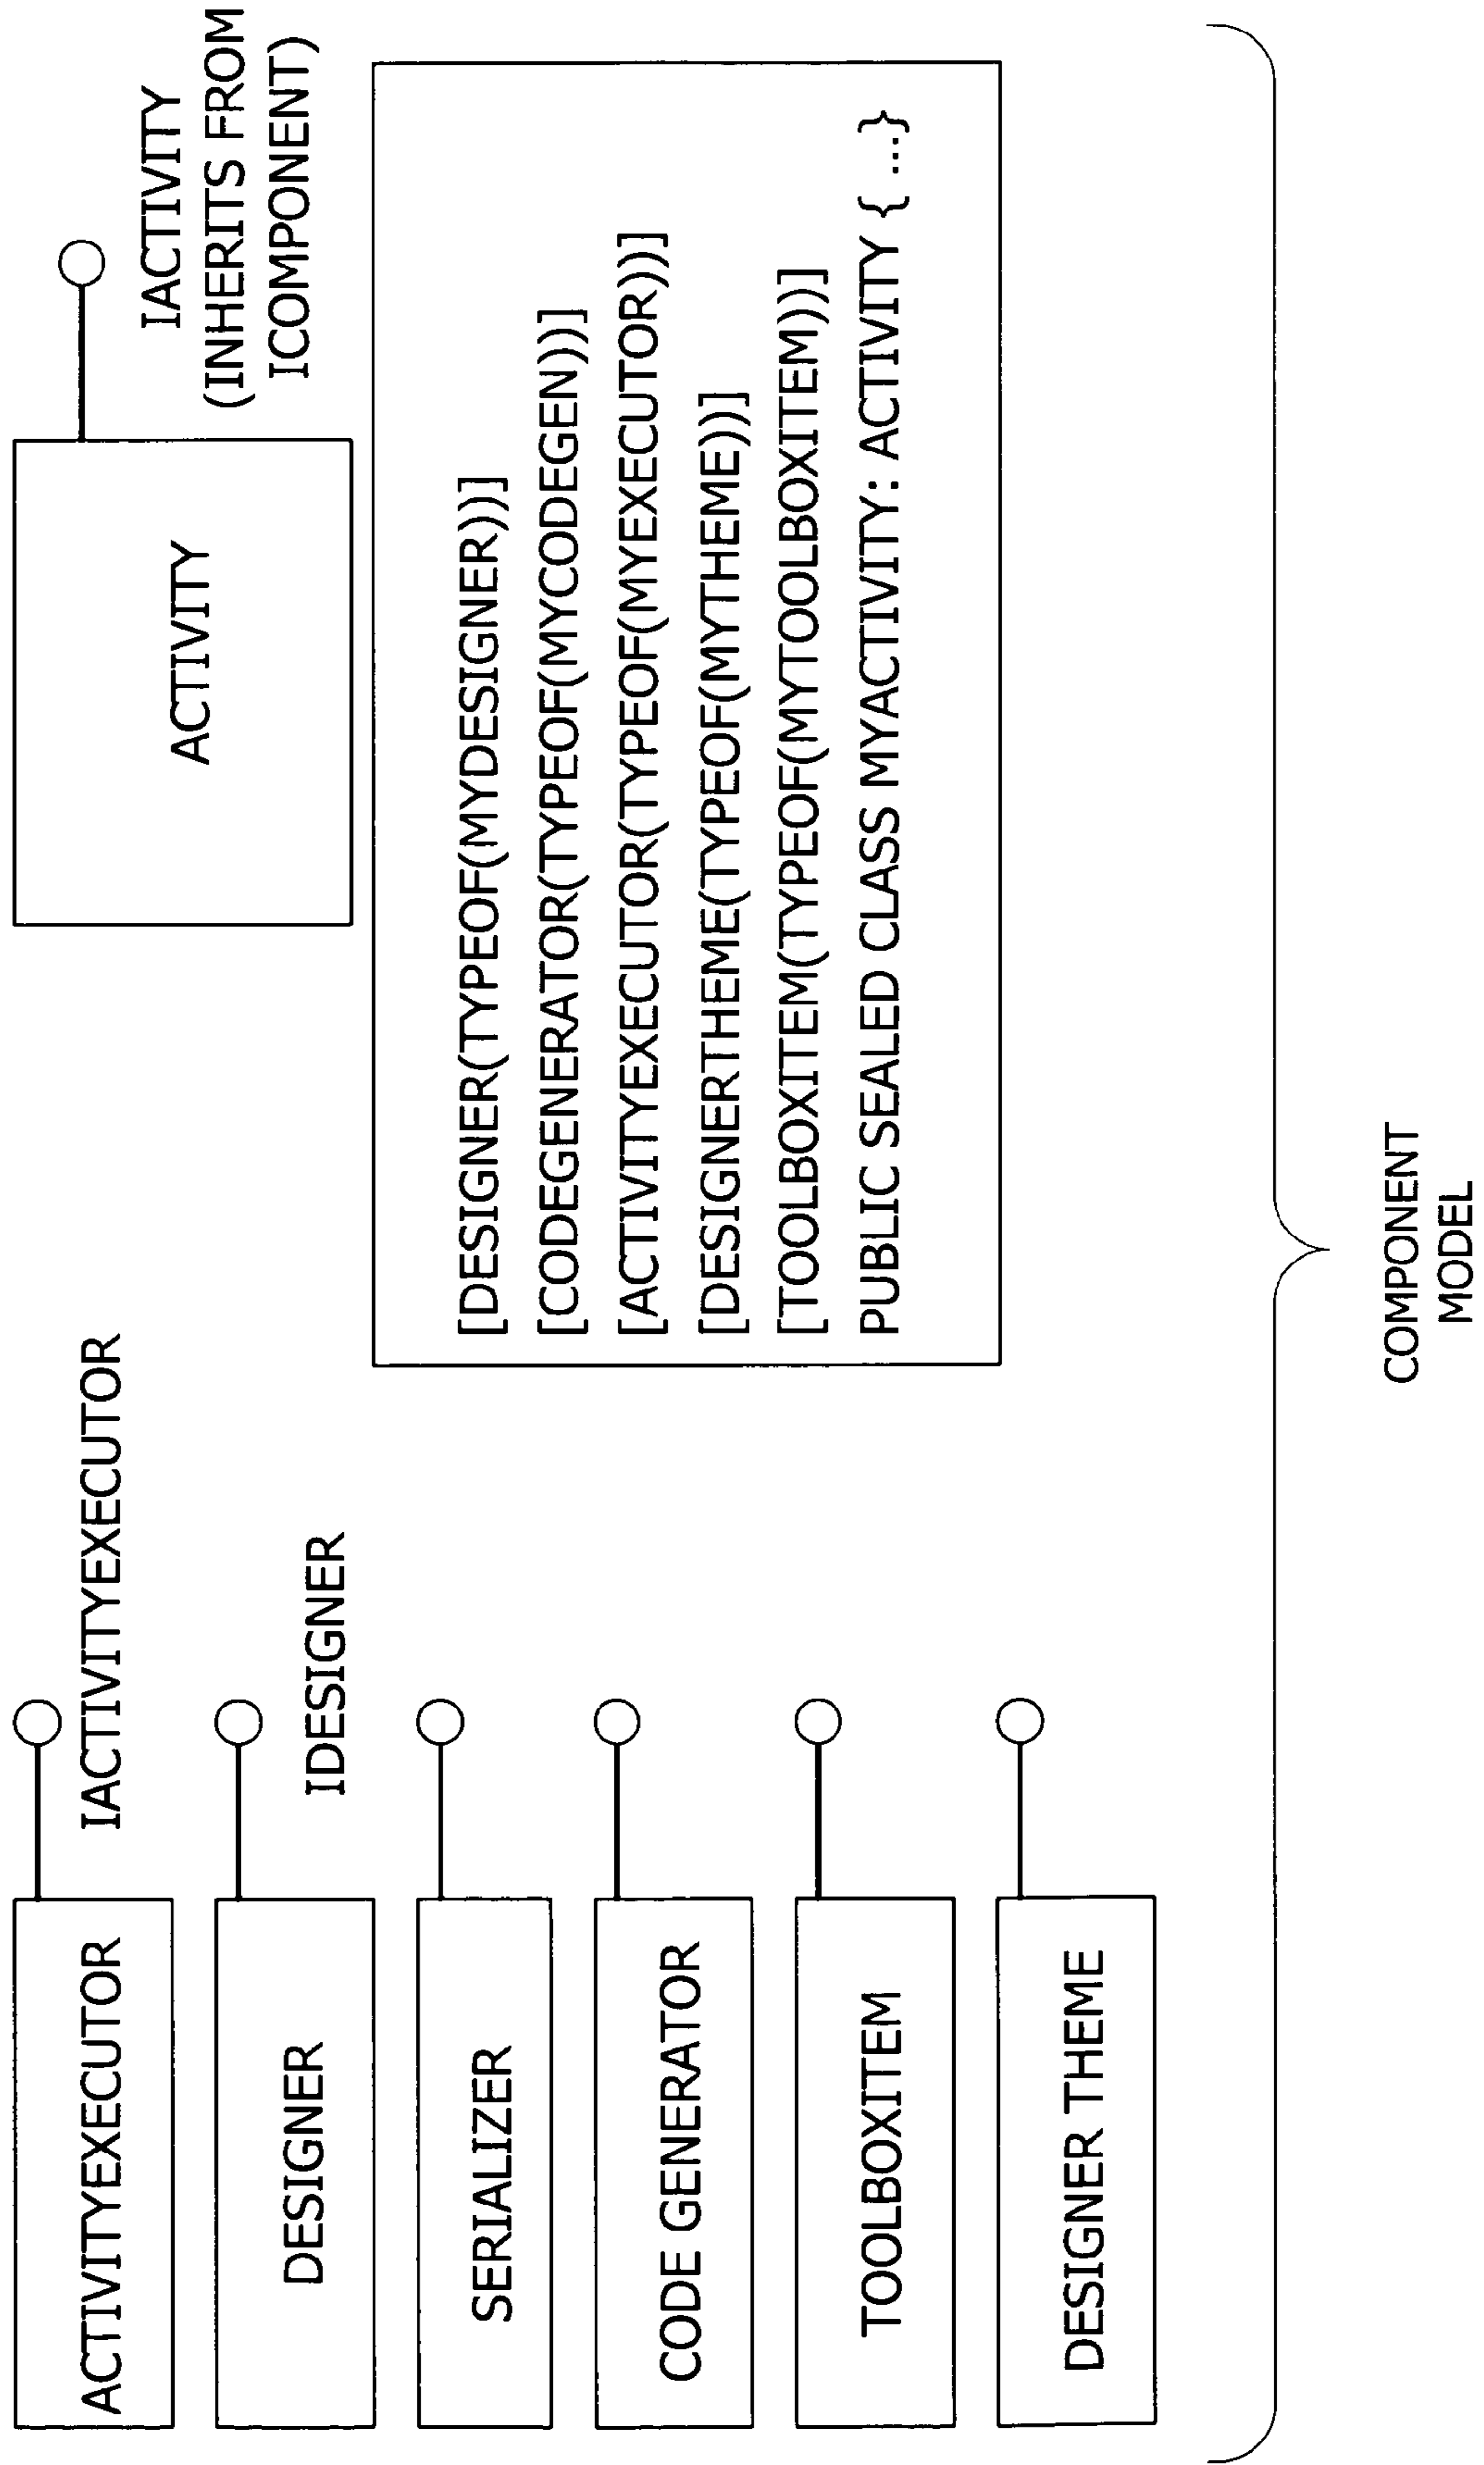 ACTIVITYEXECUTOR
IACTIVITYEXECUTOR
DESIGNER
IDESIGNER
SERIALIZER
CODE GENERATOR
TOOLBOXITEM
DESIGNER THEME
ACTIVITY
IACTIVITY
(INHERITS FROM
ICOMPONENT)
[DESIGNER(TYPEOF(MYDESIGNER))]
[CODEGENERATOR(TYPEOF(MYCODEGEN))]
[ACTIVITYEXECUTOR(TYPEOF(MYEXECUTOR))]
[DESIGNERTHEME(TYPEOF(MYTHEME))]
[TOOLBOXITEM(TYPEOF(MYTOOLBOXITEM))]
PUBLIC SEALED CLASS MYACTIVITY: ACTIVITY { ...}
COMPONENT
MODEL